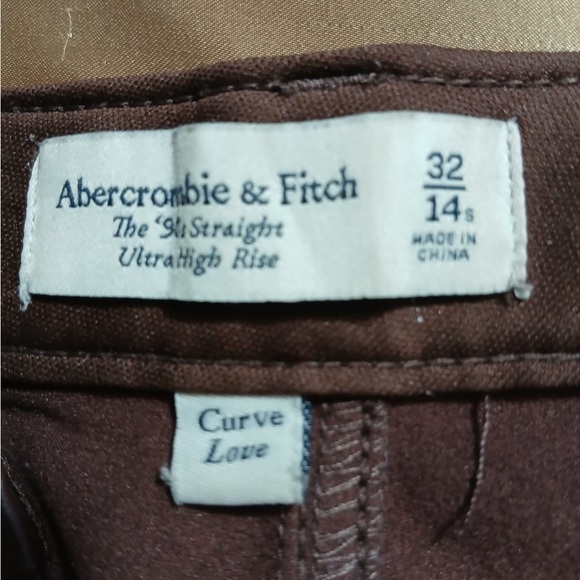 Abercrombie & Fitch
The '90s Straight
Ultra High Rise
32
14s
MADE IN
CHINA
Curve
Love